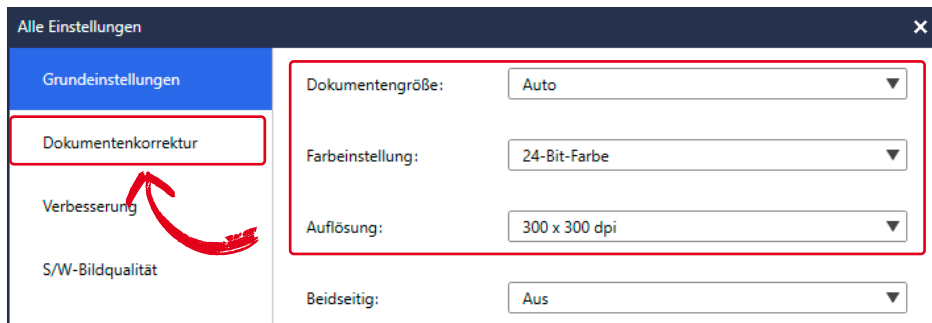 Alle Einstellungen
Grundeinstellungen
Dokumentenkorrektur
Verbesserung
S/W-Bildqualität
Dokumentengröße: Auto
Farbeinstellung: 24-Bit-Farbe
Auflösung: 300 x 300 dpi
Beidseitig: Aus